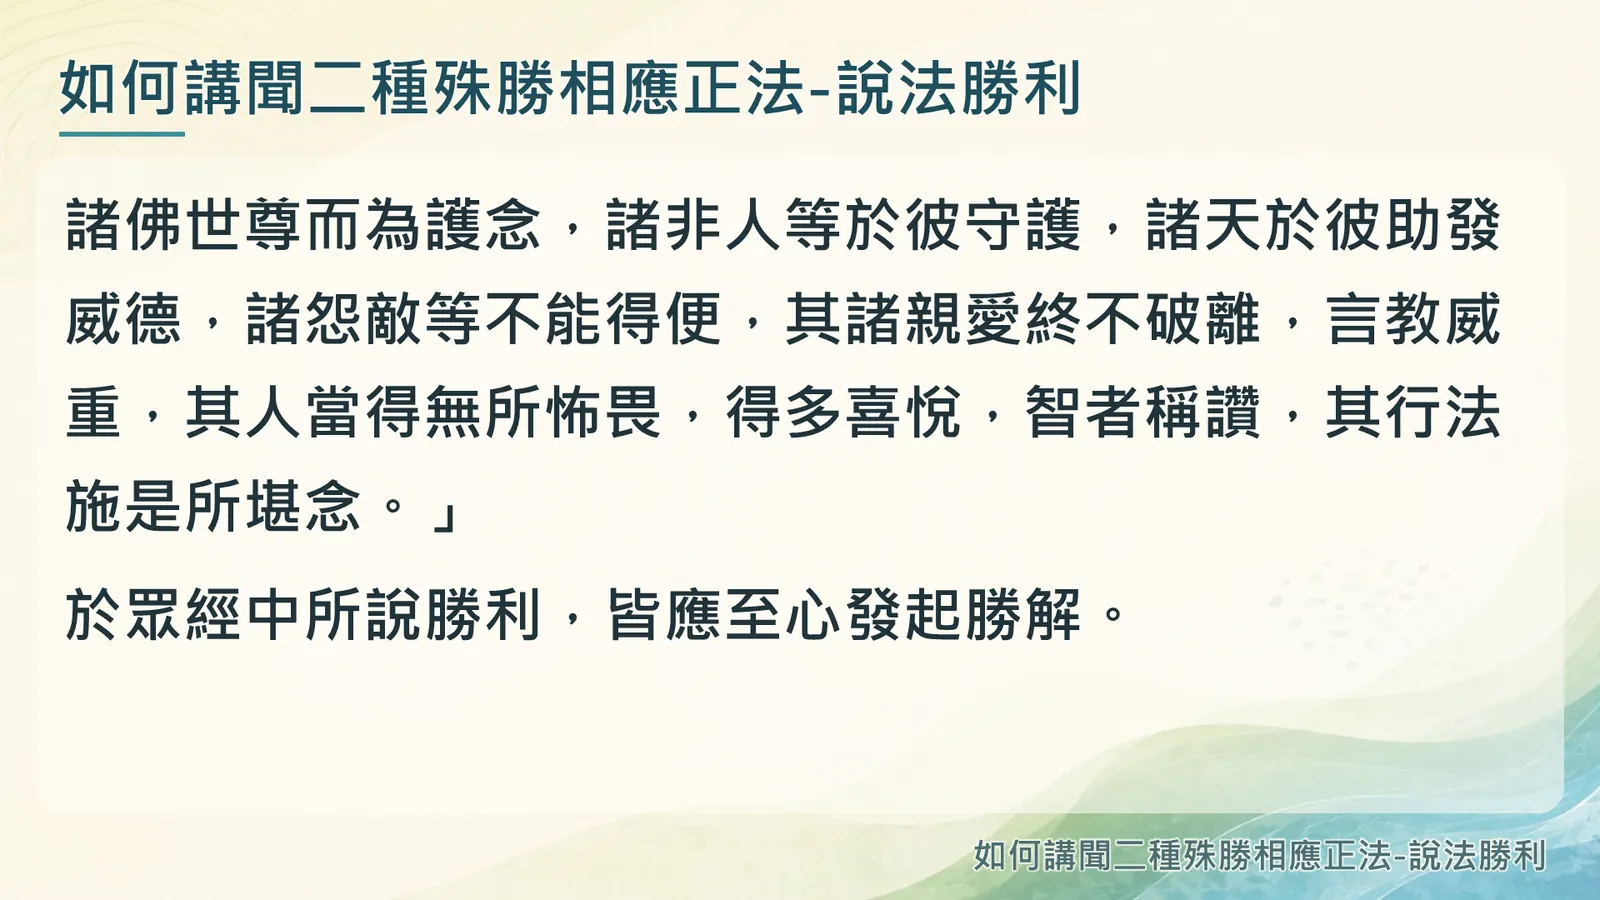 如何講聞二種殊勝相應正法-說法勝利
諸佛世尊而為護念，諸非人等於彼守護，諸天於彼助發
威德，諸怨敵等不能得便，其諸親愛終不破離，言教威
重，其人當得無所怖畏，得多喜悅，智者稱讚，其行法
施是所堪念。」
於眾經中所說勝利，皆應至心發起勝解。
如何講聞二種殊勝相應正法-說法勝利